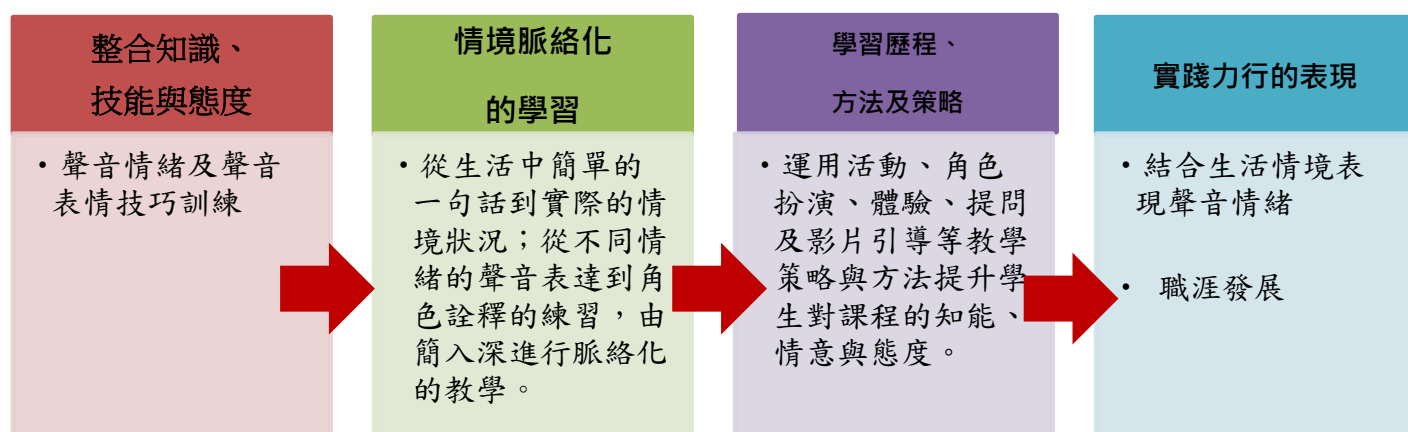 整合知識、
技能與態度
• 聲音情緒及聲音
表情技巧訓練
情境脈絡化
的學習
• 從生活中簡單的
一句話到實際的情
境狀況；從不同情
緒的聲音表達到角
色詮釋的練習，由
簡入深進行脈絡化
的教學。
學習歷程、
方法及策略
• 運用活動、角色
扮演、體驗、提問
及影片引導等教學
策略與方法提升學
生對課程的知能、
情意與態度。
實踐力行的表現
• 結合生活情境表
現聲音情緒
• 職涯發展